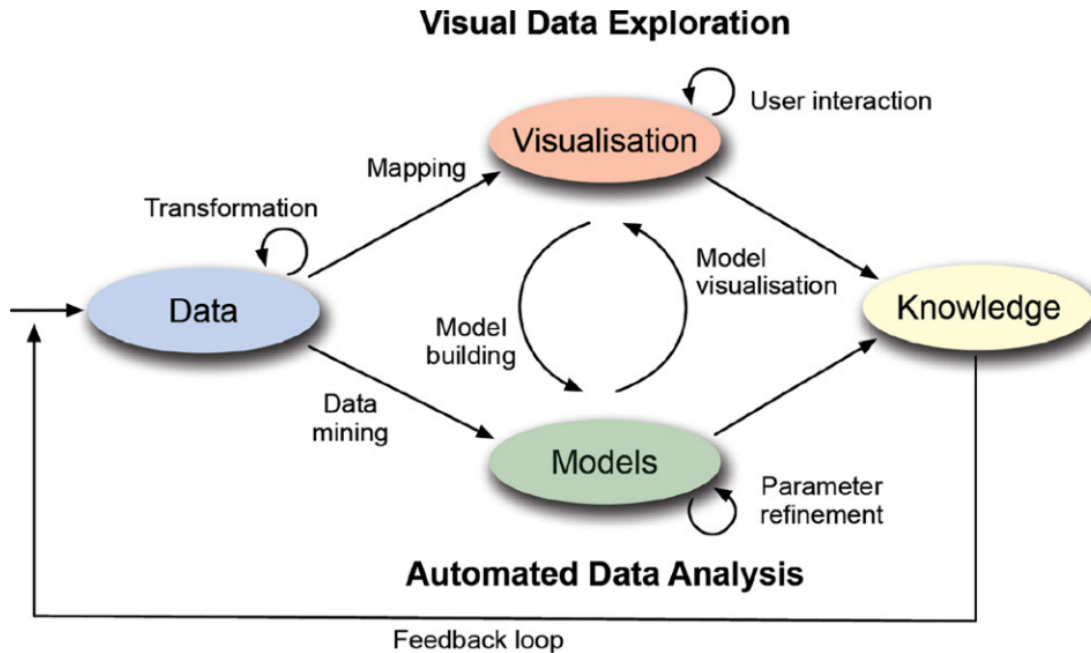 Visual Data Exploration
User interaction
Visualisation
Mapping
Transformation
Model
visualisation
Data
Knowledge
Model
building
Data
mining
Models
Parameter
refinement
Automated Data Analysis
Feedback loop